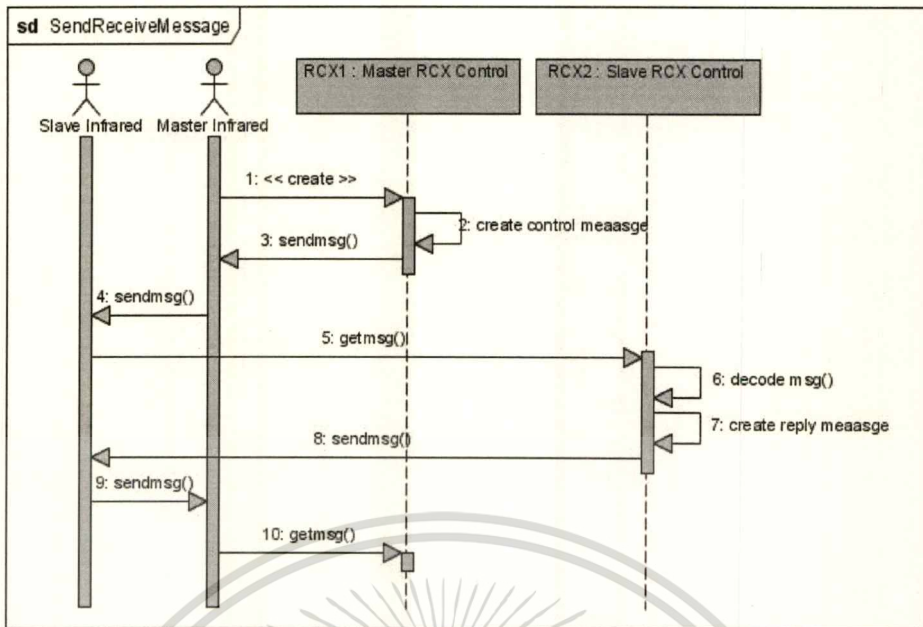 sd SendReceiveMessage
Slave Infrared
Master Infrared
RCX1 : Master RCX Control
RCX2 : Slave RCX Control
1: << create >>
2: create control meaasge
3: sendmsg()
4: sendmsg()
5: getmsg()
6: decode msg()
7: create reply meaasge
8: sendmsg()
9: sendmsg()
10: getmsg()